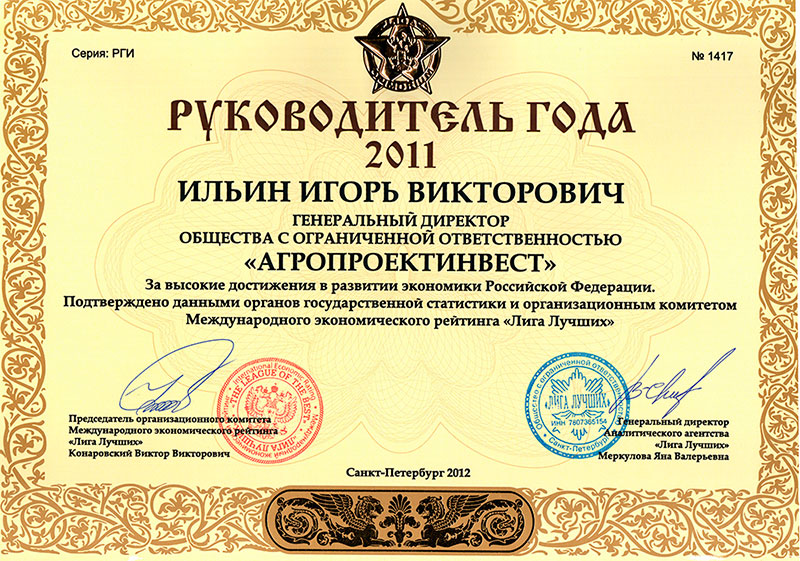 Серия: РГИ
№ 1417
РУКОВОДИТЕЛЬ ГОДА
2011
ИЛЬИН ИГОРЬ ВИКТОРОВИЧ
ГЕНЕРАЛЬНЫЙ ДИРЕКТОР
ОБЩЕСТВА С ОГРАНИЧЕННОЙ ОТВЕТСТВЕННОСТЬЮ
«АГРОПРОЕКТИНВЕСТ»
За высокие достижения в развитии экономики Российской Федерации.
Подтверждено данными органов государственной статистики и организационным комитетом
Международного экономического рейтинга «Лига Лучших»
International Economic Rating
THE LEAGUE OF THE BEST
Председатель организационного комитета
Международного экономического рейтинга
«Лига Лучших»
Конаровский Виктор Викторович
Общество с ограниченной ответственностью
«ЛИГА ЛУЧШИХ»
ИНН 7807365154
Санкт-Петербург
Генеральный директор
Аналитического агентства
«Лига Лучших»
Меркулова Яна Валерьевна
Санкт-Петербург 2012